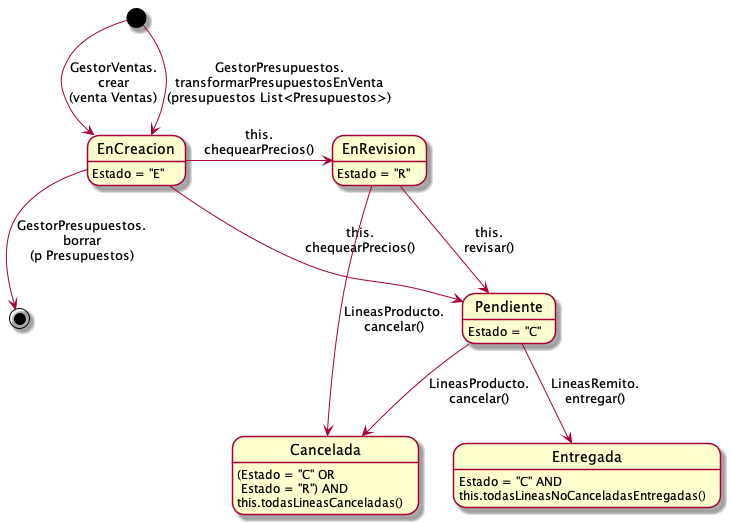 GestorVentas.
crear
(venta Ventas)
GestorPresupuestos.
transformarPresupuestosEnVenta
(presupuestos List<Presupuestos>)
EnCreacion
Estado = "E"
this.
chequearPrecios()
EnRevision
Estado = "R"
GestorPresupuestos.
borrar
(p Presupuestos)
this.
chequearPrecios()
this.
revisar()
Pendiente
Estado = "C"
LineasProducto.
cancelar()
LineasProducto.
cancelar()
LineasRemito.
entregar()
Cancelada
(Estado = "C" OR
Estado = "R") AND
this.todasLineasCanceladas()
Entregada
Estado = "C" AND
this.todasLineasNoCanceladasEntregadas()